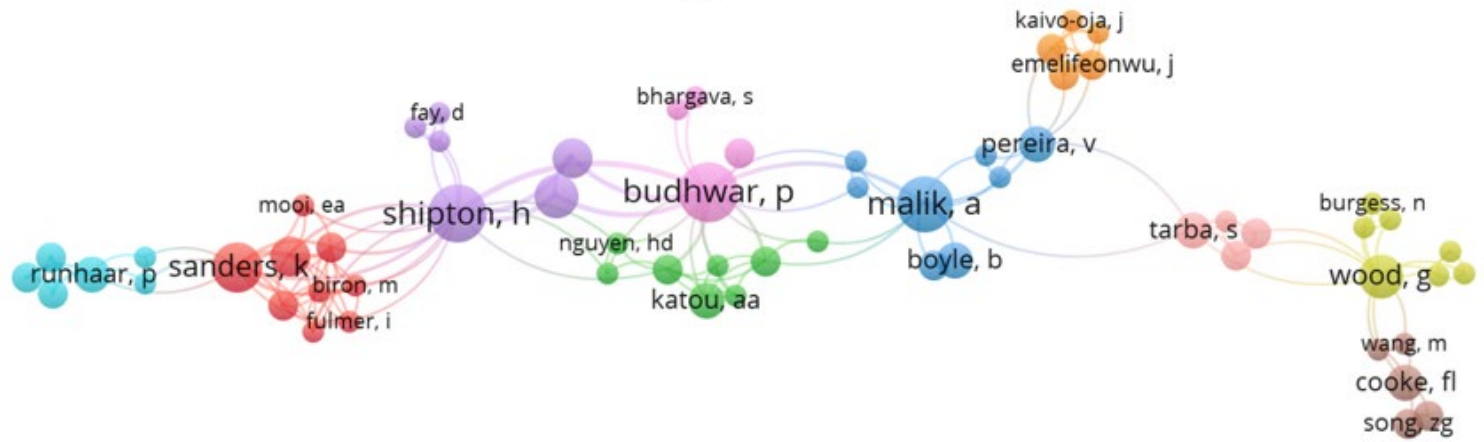 kaivo-oja, j
emelifeonwu, j
bhargava, s
fay, d
pereira, v
budhwar, p
malik, a
mooi, ea
shipton, h
burgess, n
tarba, s
nguyen, hd
boyle, b
runhaar, p
sanders, k
wood, g
biron, m
katou, aa
fulmer, i
wang, m
cooke, fl
song, zg